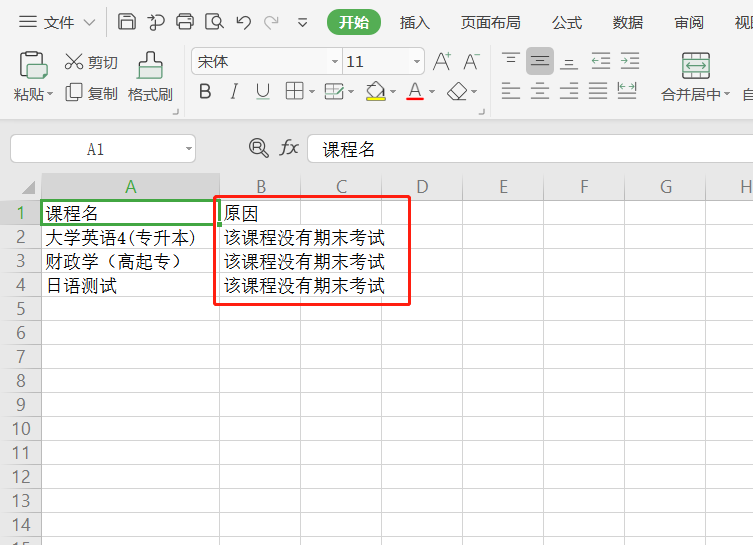 文件 开始 插入 页面布局 公式 数据 审阅 视
粘贴 剪切 复制 格式刷 宋体 11 A+ A-
B I U A 合并居中
A1 fx 课程名
A B C D E F G H
1 课程名 原因
2 大学英语4(专升本) 该课程没有期末考试
3 财政学（高起专） 该课程没有期末考试
4 日语测试 该课程没有期末考试
5
6
7
8
9
10
11
12
13
14